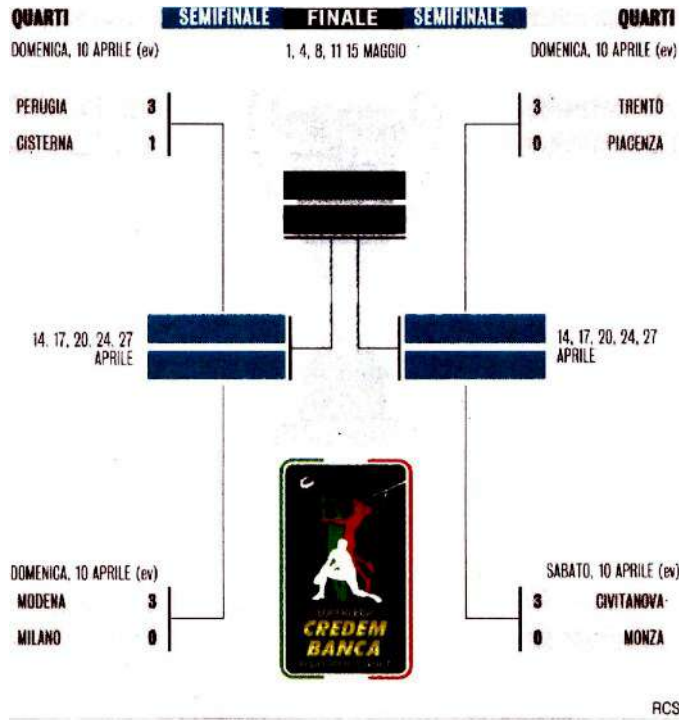 QUARTI SEMIFINALE FINALE SEMIFINALE QUARTI
DOMENICA, 10 APRILE (ev) 1, 4, 8, 11 15 MAGGIO DOMENICA, 10 APRILE (ev)
PERUGIA 3 3 TRENTO
CISTERNA 1 0 PIACENZA
14. 17, 20. 24. 27 14, 17, 20, 24, 27
APRILE APRILE
DOMENICA, 10 APRILE (ev) SABATO, 10 APRILE (ev)
MODENA 3 3 CIVITANOVA
MILANO 0 0 MONZA
CREDEM
BANCA
RCS